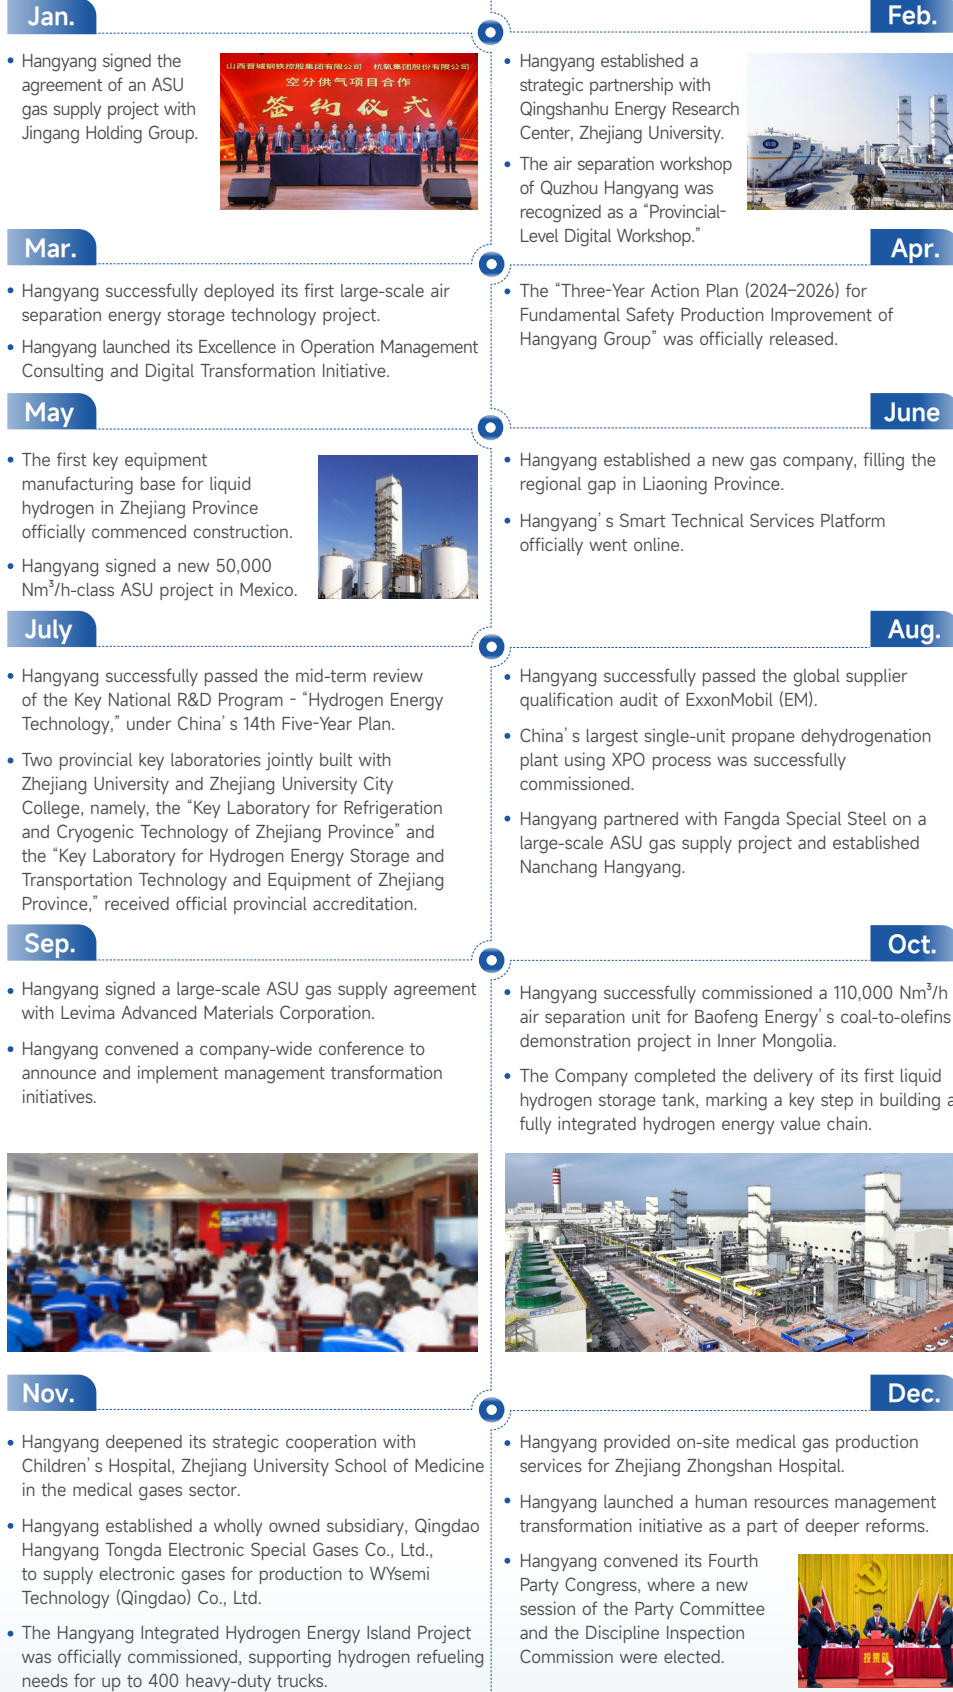 Jan.
Hangyang signed the
agreement of an ASU
gas supply project with
Jingang Holding Group.
山西晋城钢铁控股集团有限公司 杭氧集团股份有限公司
空分供气项目合作
签约仪式
Feb.
Hangyang established a
strategic partnership with
Qingshanhu Energy Research
Center, Zhejiang University.
The air separation workshop
of Quzhou Hangyang was
recognized as a “Provincial-
Level Digital Workshop.”
Mar.
Hangyang successfully deployed its first large-scale air
separation energy storage technology project.
Hangyang launched its Excellence in Operation Management
Consulting and Digital Transformation Initiative.
Apr.
The “Three-Year Action Plan (2024–2026) for
Fundamental Safety Production Improvement of
Hangyang Group” was officially released.
May
The first key equipment
manufacturing base for liquid
hydrogen in Zhejiang Province
officially commenced construction.
Hangyang signed a new 50,000
Nm³/h-class ASU project in Mexico.
June
Hangyang established a new gas company, filling the
regional gap in Liaoning Province.
Hangyang’s Smart Technical Services Platform
officially went online.
July
Hangyang successfully passed the mid-term review
of the Key National R&D Program - “Hydrogen Energy
Technology,” under China’s 14th Five-Year Plan.
Two provincial key laboratories jointly built with
Zhejiang University and Zhejiang University City
College, namely, the “Key Laboratory for Refrigeration
and Cryogenic Technology of Zhejiang Province” and
the “Key Laboratory for Hydrogen Energy Storage and
Transportation Technology and Equipment of Zhejiang
Province,” received official provincial accreditation.
Aug.
Hangyang successfully passed the global supplier
qualification audit of ExxonMobil (EM).
China’s largest single-unit propane dehydrogenation
plant using XPO process was successfully
commissioned.
Hangyang partnered with Fangda Special Steel on a
large-scale ASU gas supply project and established
Nanchang Hangyang.
Sep.
Hangyang signed a large-scale ASU gas supply agreement
with Levima Advanced Materials Corporation.
Hangyang convened a company-wide conference to
announce and implement management transformation
initiatives.
Oct.
Hangyang successfully commissioned a 110,000 Nm³/h
air separation unit for Baofeng Energy’s coal-to-olefins
demonstration project in Inner Mongolia.
The Company completed the delivery of its first liquid
hydrogen storage tank, marking a key step in building a
fully integrated hydrogen energy value chain.
Nov.
Hangyang deepened its strategic cooperation with
Children’s Hospital, Zhejiang University School of Medicine
in the medical gases sector.
Hangyang established a wholly owned subsidiary, Qingdao
Hangyang Tongda Electronic Special Gases Co., Ltd.,
to supply electronic gases for production to WYsemi
Technology (Qingdao) Co., Ltd.
The Hangyang Integrated Hydrogen Energy Island Project
was officially commissioned, supporting hydrogen refueling
needs for up to 400 heavy-duty trucks.
Dec.
Hangyang provided on-site medical gas production
services for Zhejiang Zhongshan Hospital.
Hangyang launched a human resources management
transformation initiative as a part of deeper reforms.
Hangyang convened its Fourth
Party Congress, where a new
session of the Party Committee
and the Discipline Inspection
Commission were elected.
投票箱